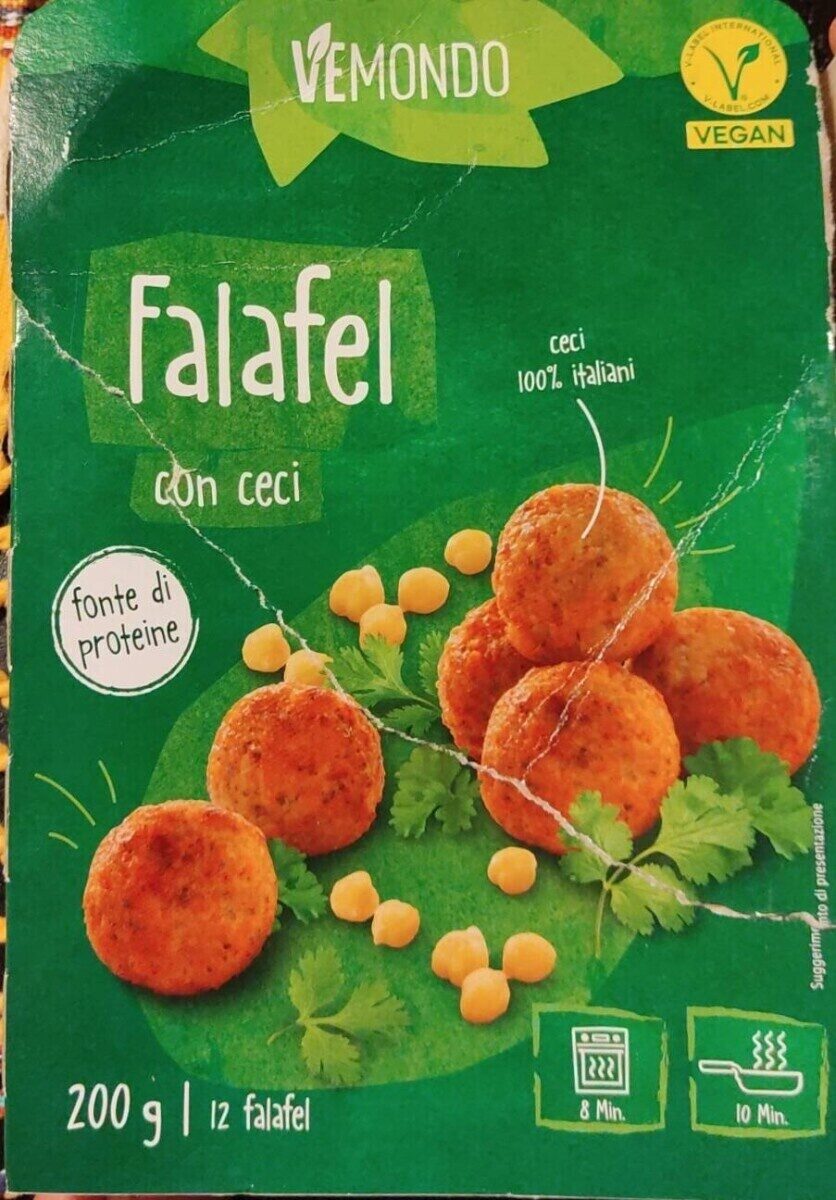 VEMONDO
V-LABEL INTERNATIONAL
V-LABEL.COM
VEGAN
Falafel
con ceci
ceci
100% italiani
fonte di
proteine
Suggerimento di presentazione
200 g | 12 falafel
8 Min.
10 Min.